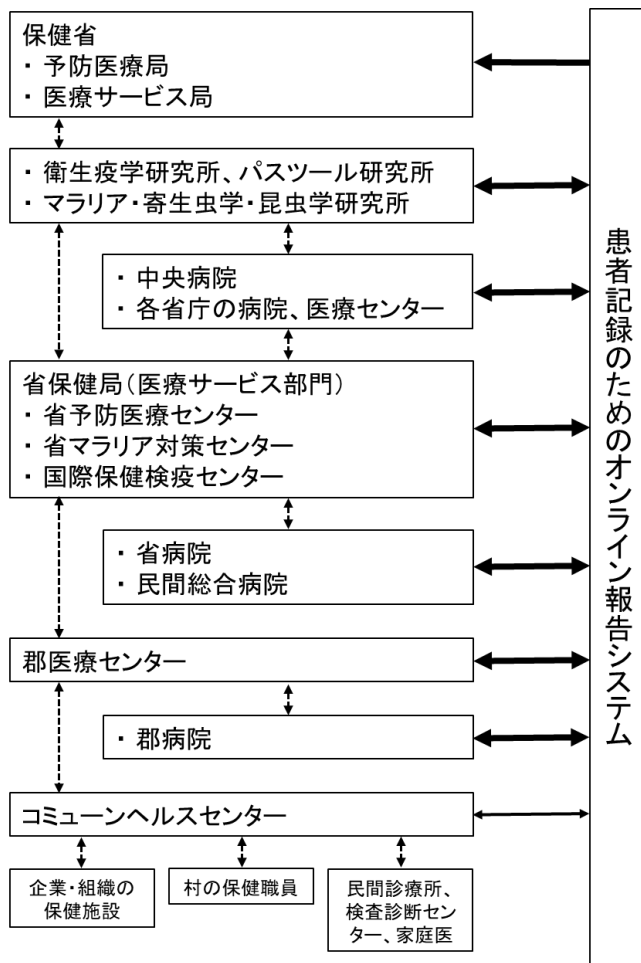 保健省
・ 予防医療局
・ 医療サービス局
・ 衛生疫学研究所、パスツール研究所
・ マラリア・寄生虫学・昆虫学研究所
・ 中央病院
・ 各省庁の病院、医療センター
省保健局（医療サービス部門）
・ 省予防医療センター
・ 省マラリア対策センター
・ 国際保健検疫センター
・ 省病院
・ 民間総合病院
郡医療センター
・ 郡病院
コミューンヘルスセンター
企業・組織の
保健施設
村の保健職員
民間診療所、
検査診断セン
ター、家庭医
患者記録のためのオンライン報告システム